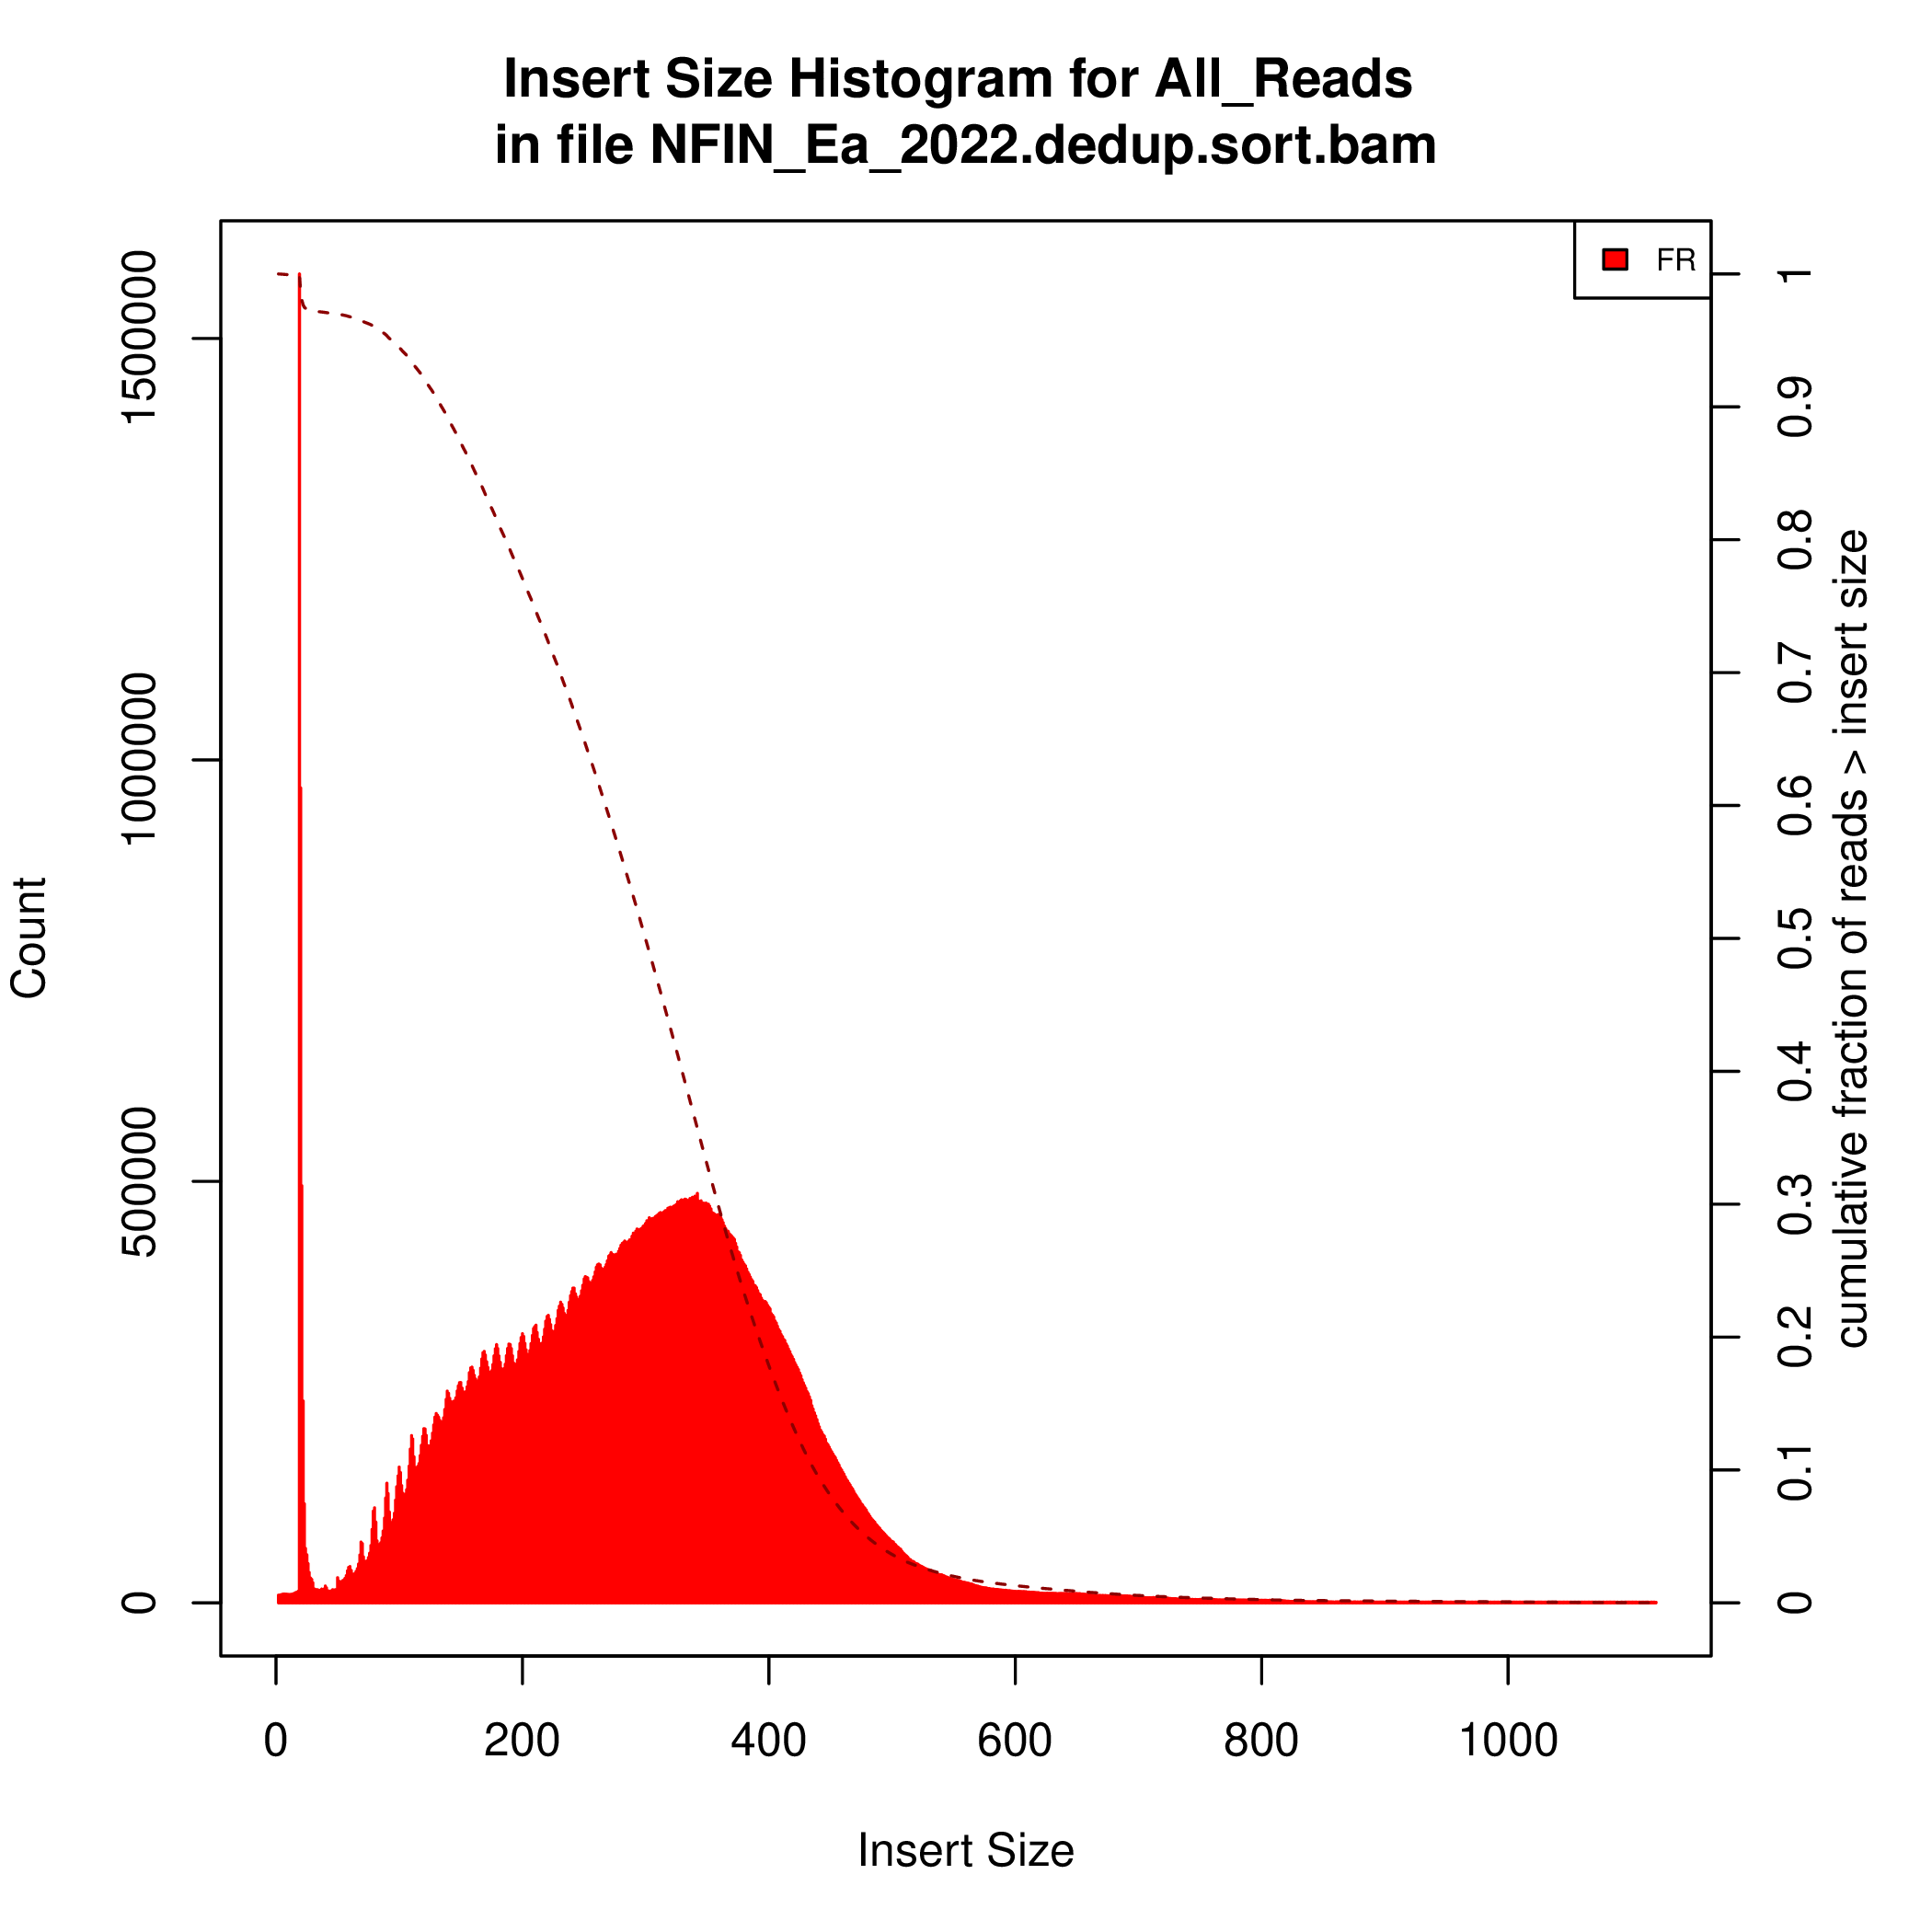 Insert Size Histogram for All_Reads
in file NFIN_Ea_2022.dedup.sort.bam
FR
Count
0
500000
1000000
1500000
cumulative fraction of reads > insert size
0
0.1
0.2
0.3
0.4
0.5
0.6
0.7
0.8
0.9
1
0 200 400 600 800 1000
Insert Size